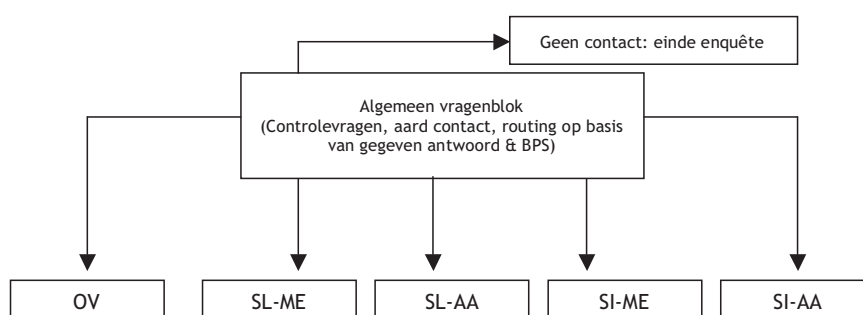 Geen contact: einde enquête
Algemeen vragenblok
(Controlevragen, aard contact, routing op basis
van gegeven antwoord & BPS)
OV
SL-ME
SL-AA
SI-ME
SI-AA